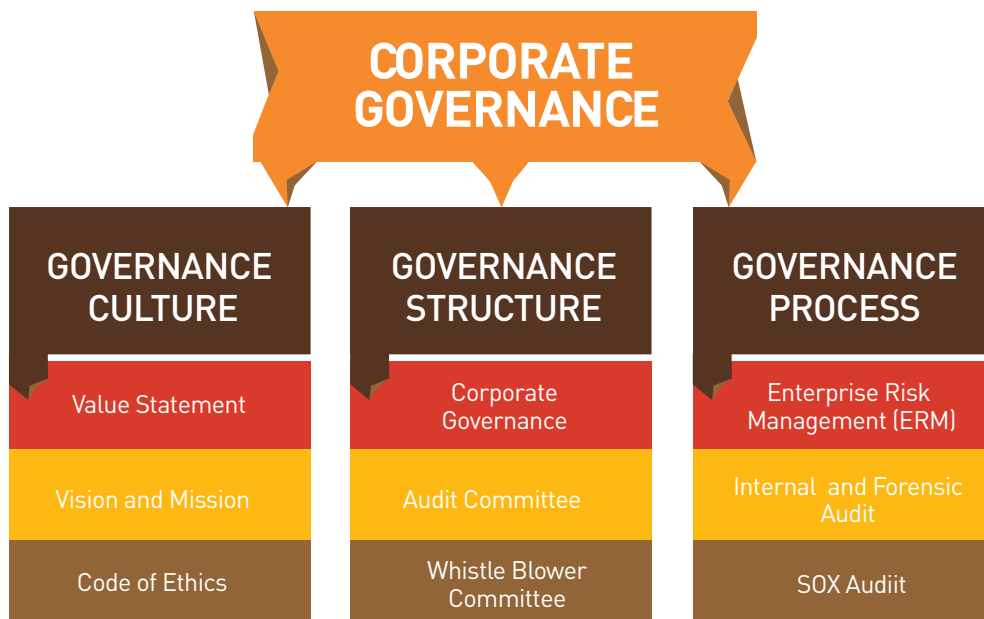 CORPORATE
GOVERNANCE
GOVERNANCE
CULTURE
Value Statement
Vision and Mission
Code of Ethics
GOVERNANCE
STRUCTURE
Corporate
Governance
Audit Committee
Whistle Blower
Committee
GOVERNANCE
PROCESS
Enterprise Risk
Management (ERM)
Internal and Forensic
Audit
SOX Audiit